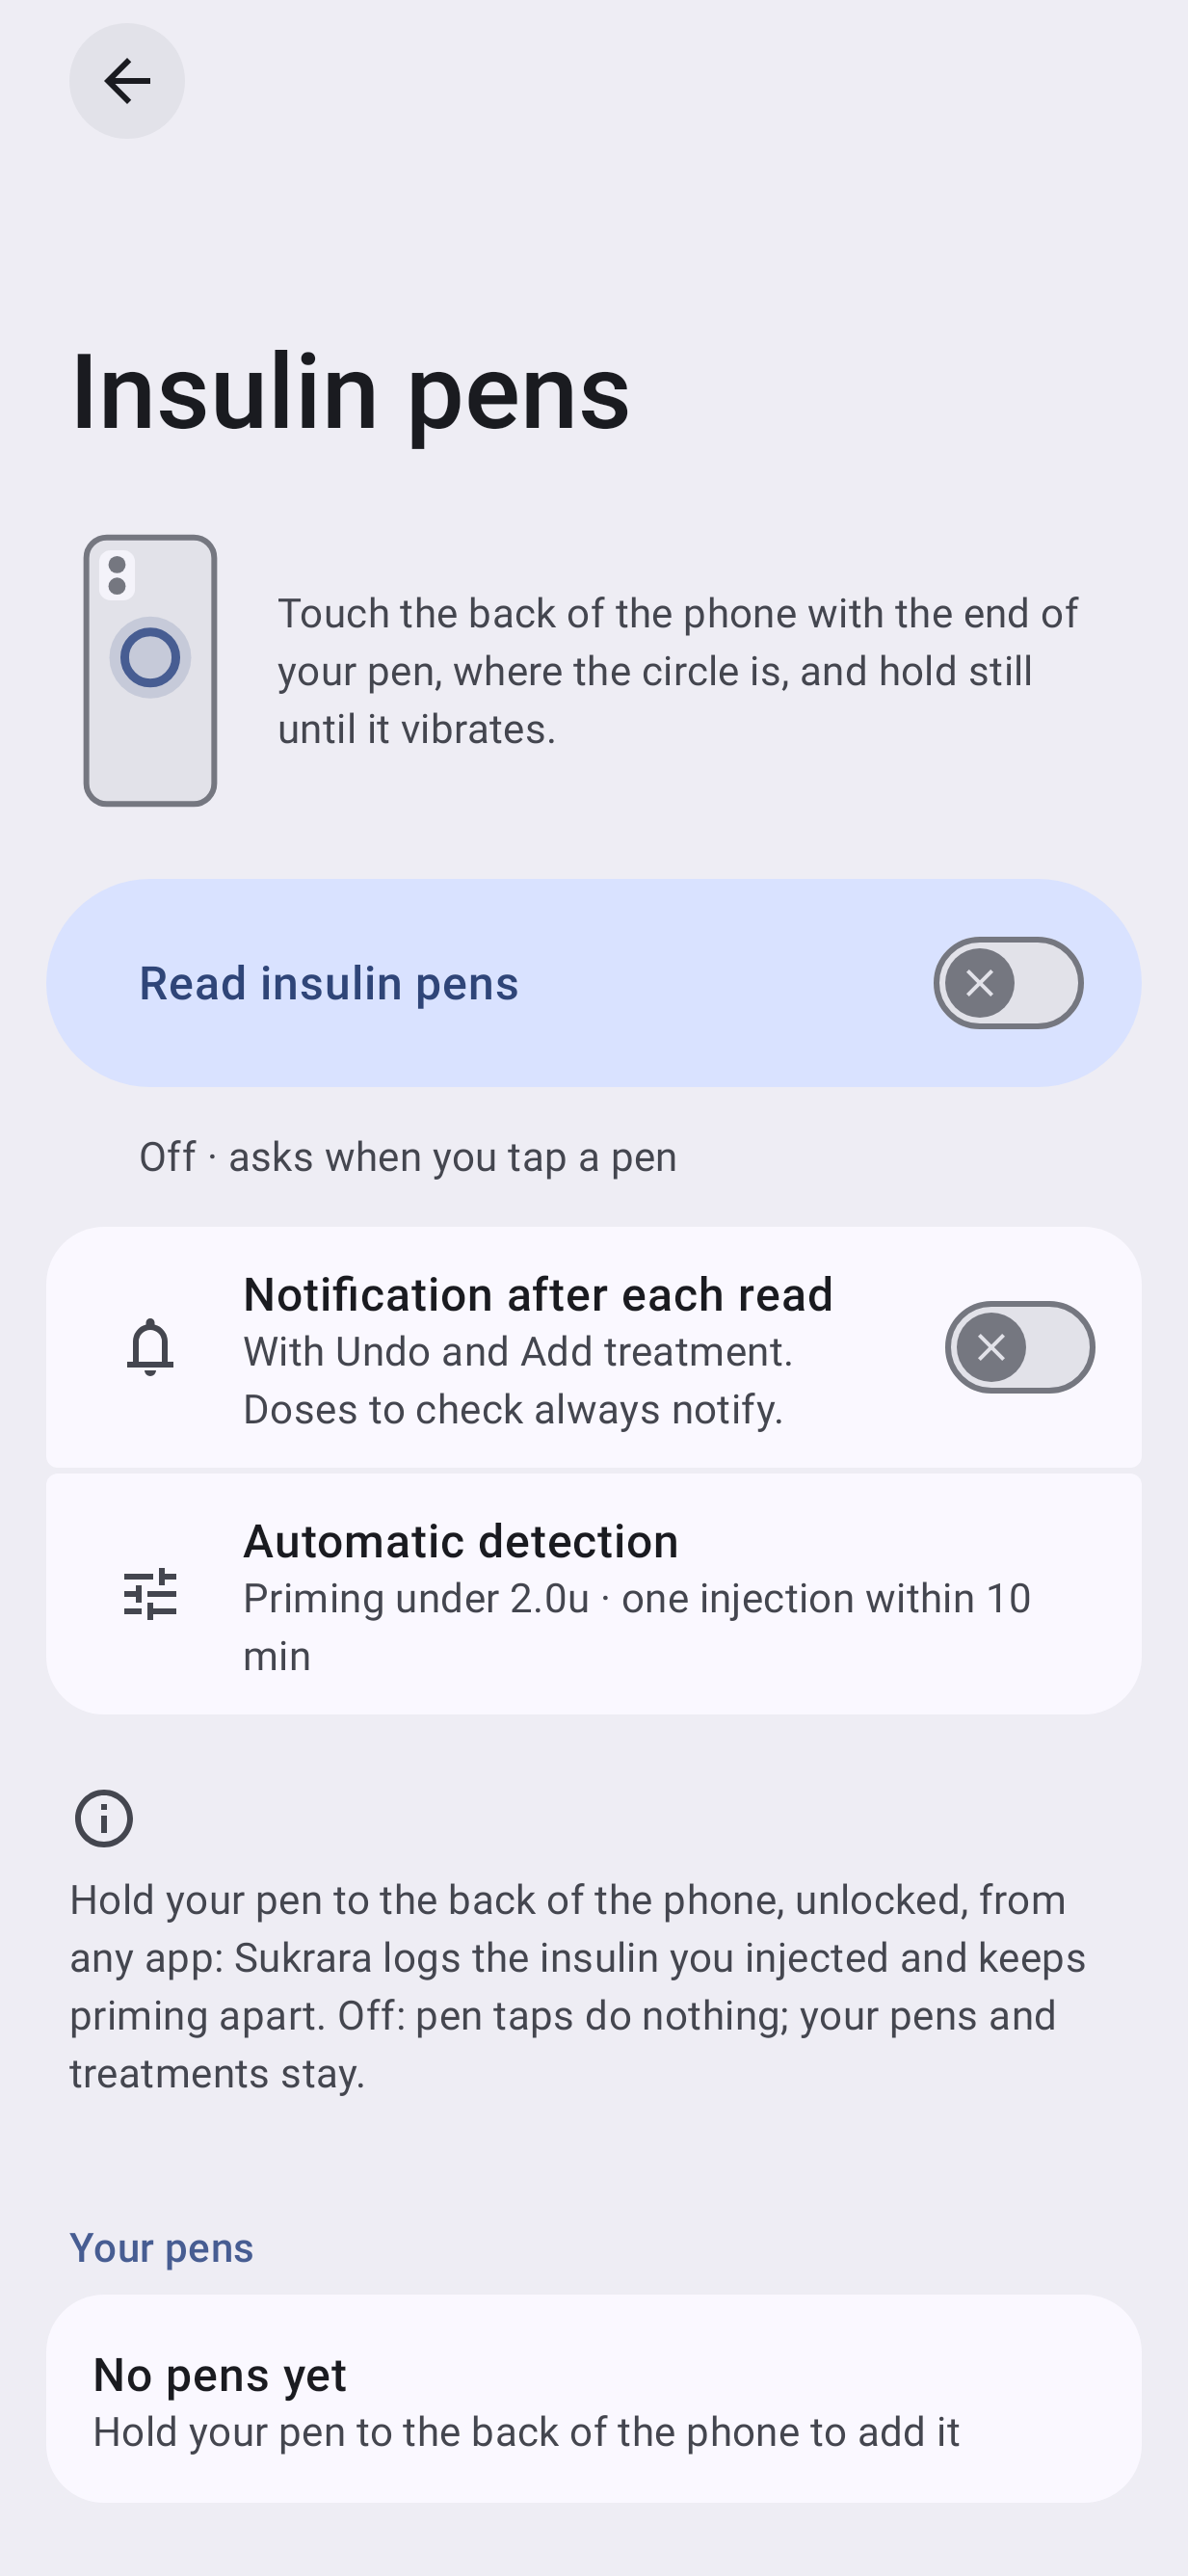 Insulin pens
Touch the back of the phone with the end of
your pen, where the circle is, and hold still
until it vibrates.
Read insulin pens
Off · asks when you tap a pen
Notification after each read
With Undo and Add treatment.
Doses to check always notify.
Automatic detection
Priming under 2.0u · one injection within 10
min
Hold your pen to the back of the phone, unlocked, from
any app: Sukrara logs the insulin you injected and keeps
priming apart. Off: pen taps do nothing; your pens and
treatments stay.
Your pens
No pens yet
Hold your pen to the back of the phone to add it